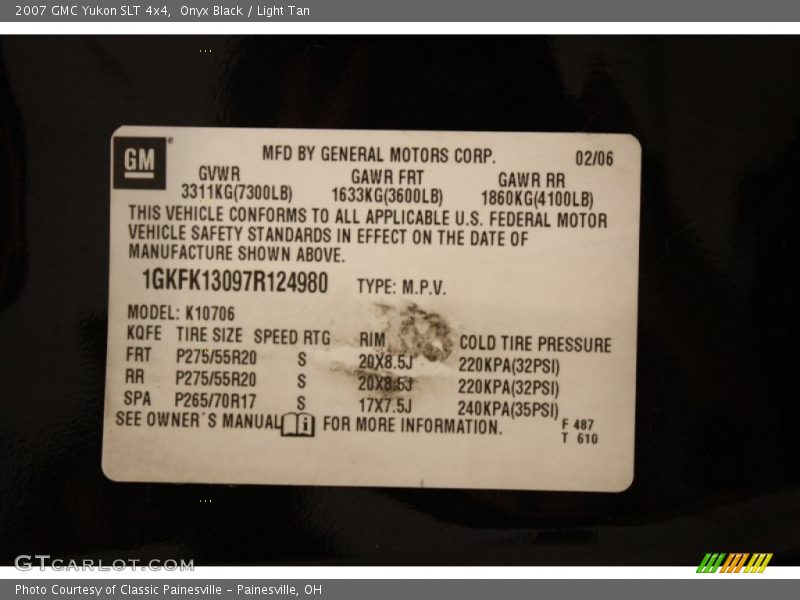 2007 GMC Yukon SLT 4x4,  Onyx Black / Light Tan
GM
MFD BY GENERAL MOTORS CORP. 02/06
GVWR GAWR FRT GAWR RR
3311KG(7300LB) 1633KG(3600LB) 1860KG(4100LB)
THIS VEHICLE CONFORMS TO ALL APPLICABLE U.S. FEDERAL MOTOR
VEHICLE SAFETY STANDARDS IN EFFECT ON THE DATE OF
MANUFACTURE SHOWN ABOVE.
1GKFK13097R124980 TYPE: M.P.V.
MODEL: K10706
KQFE TIRE SIZE SPEED RTG RIM COLD TIRE PRESSURE
FRT P275/55R20 S 20X8.5J 220KPA(32PSI)
RR P275/55R20 S 20X8.5J 220KPA(32PSI)
SPA P265/70R17 S 17X7.5J 240KPA(35PSI)
SEE OWNER'S MANUAL i FOR MORE INFORMATION.
F 487
T 610
GTCARLOT.COM
Photo Courtesy of Classic Painesville - Painesville, OH